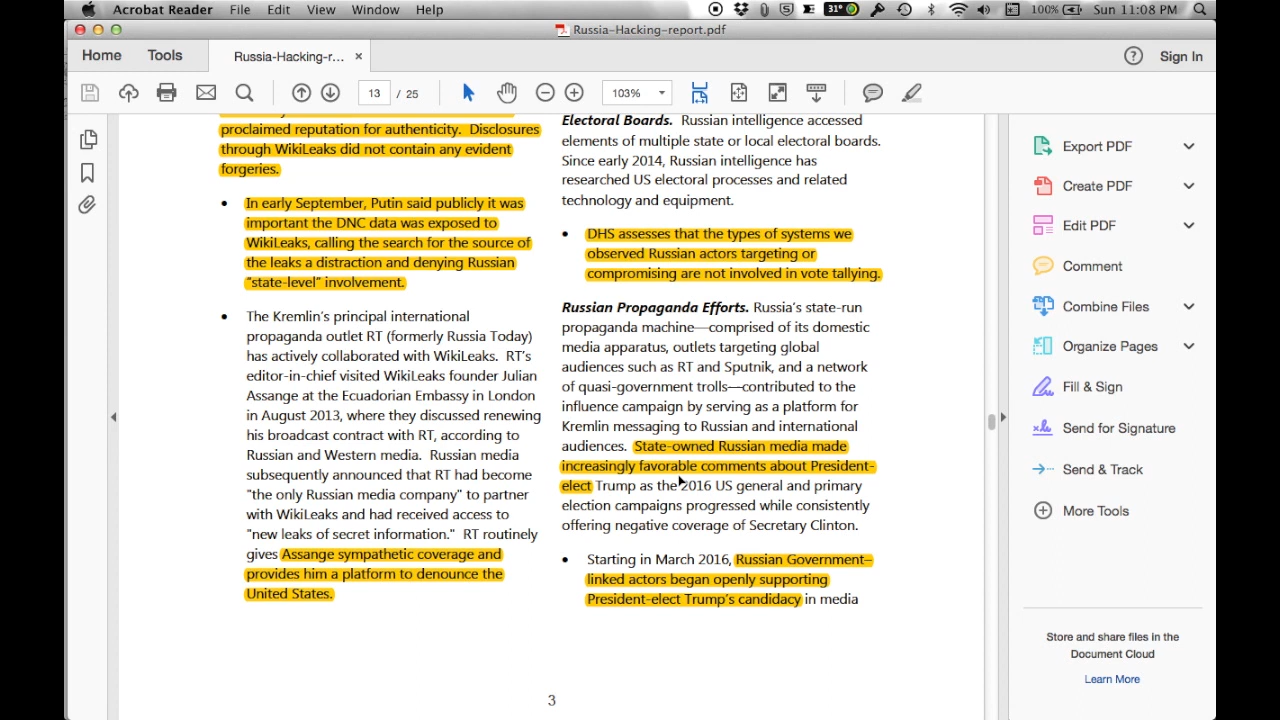 Acrobat Reader File Edit View Window Help 31° 100% Sun 11:08 PM
Russia-Hacking-report.pdf
Home Tools Russia-Hacking-r... × Sign In
13 / 25 103%
proclaimed reputation for authenticity. Disclosures
through WikiLeaks did not contain any evident
forgeries.
• In early September, Putin said publicly it was
important the DNC data was exposed to
WikiLeaks, calling the search for the source of
the leaks a distraction and denying Russian
“state-level” involvement.
• The Kremlin’s principal international
propaganda outlet RT (formerly Russia Today)
has actively collaborated with WikiLeaks. RT’s
editor-in-chief visited WikiLeaks founder Julian
Assange at the Ecuadorian Embassy in London
in August 2013, where they discussed renewing
his broadcast contract with RT, according to
Russian and Western media. Russian media
subsequently announced that RT had become
"the only Russian media company" to partner
with WikiLeaks and had received access to
"new leaks of secret information." RT routinely
gives Assange sympathetic coverage and
provides him a platform to denounce the
United States.
Electoral Boards. Russian intelligence accessed
elements of multiple state or local electoral boards.
Since early 2014, Russian intelligence has
researched US electoral processes and related
technology and equipment.
• DHS assesses that the types of systems we
observed Russian actors targeting or
compromising are not involved in vote tallying.
Russian Propaganda Efforts. Russia’s state-run
propaganda machine—comprised of its domestic
media apparatus, outlets targeting global
audiences such as RT and Sputnik, and a network
of quasi-government trolls—contributed to the
influence campaign by serving as a platform for
Kremlin messaging to Russian and international
audiences. State-owned Russian media made
increasingly favorable comments about President-
elect Trump as the 2016 US general and primary
election campaigns progressed while consistently
offering negative coverage of Secretary Clinton.
• Starting in March 2016, Russian Government–
linked actors began openly supporting
President-elect Trump’s candidacy in media
3
Export PDF
Create PDF
Edit PDF
Comment
Combine Files
Organize Pages
Fill & Sign
Send for Signature
Send & Track
More Tools
Store and share files in the
Document Cloud
Learn More